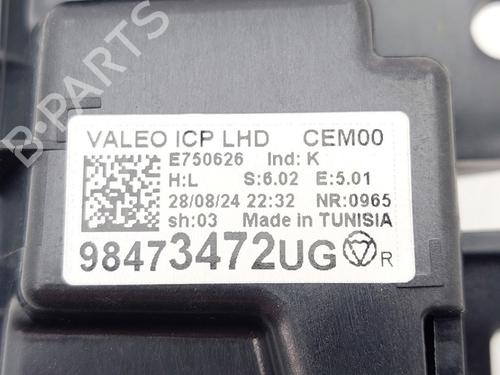 B-PARTS
VALEO ICP LHD CEM00
E750626 Ind: K
H:L S:6.02 E:5.01
28/08/24 22:32 NR:0965
sh:03 Made in TUNISIA
98473472UG R